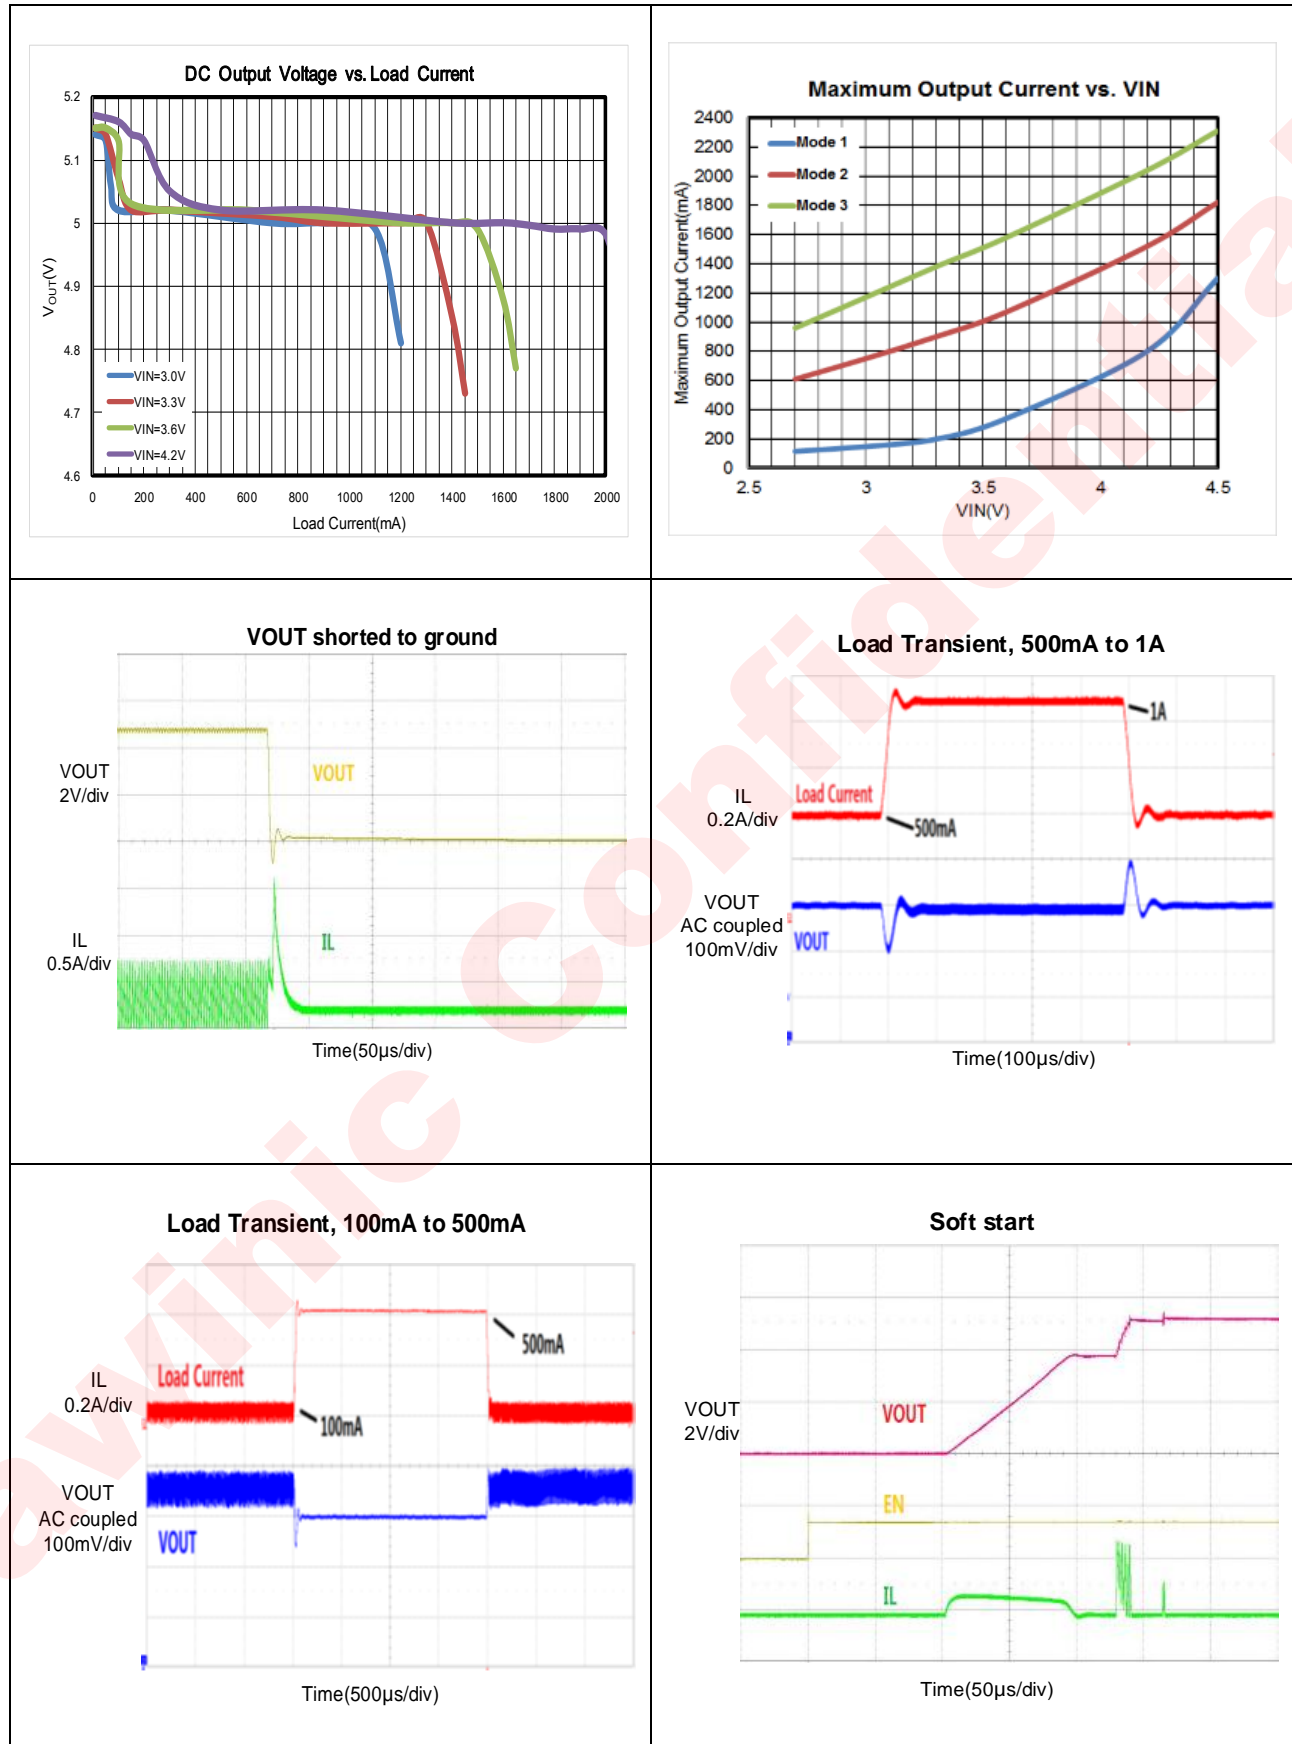 DC Output Voltage vs. Load Current
5.2
5.1
5
4.9
4.8
4.7
4.6
VOUT(V)
VIN=3.0V
VIN=3.3V
VIN=3.6V
VIN=4.2V
0 200 400 600 800 1000 1200 1400 1600 1800 2000
Load Current(mA)
Maximum Output Current vs. VIN
2400
2200
2000
1800
1600
1400
1200
1000
800
600
400
200
0
Maximum Output Current(mA)
Mode 1
Mode 2
Mode 3
2.5 3 3.5 4 4.5
VIN(V)
VOUT shorted to ground
VOUT
2V/div
VOUT
IL
0.5A/div
IL
Time(50μs/div)
Load Transient, 500mA to 1A
1A
Load Current
IL
0.2A/div
500mA
VOUT
AC coupled
100mV/div
VOUT
Time(100μs/div)
Load Transient, 100mA to 500mA
500mA
Load Current
IL
0.2A/div
100mA
VOUT
AC coupled
100mV/div
VOUT
Time(500μs/div)
Soft start
VOUT
2V/div
VOUT
EN
IL
Time(50μs/div)
awinic Confidential